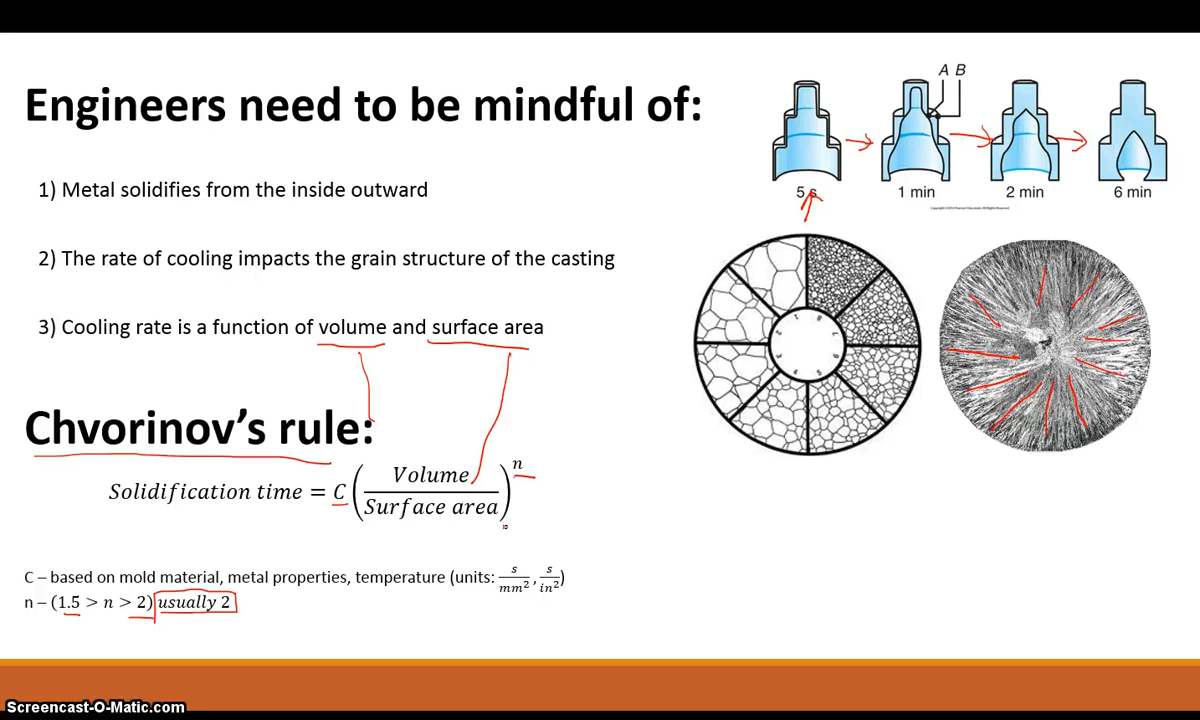 Engineers need to be mindful of:
1) Metal solidifies from the inside outward
2) The rate of cooling impacts the grain structure of the casting
3) Cooling rate is a function of volume and surface area
Chvorinov's rule:
Solidification time = C (Volume / Surface area)^n
C – based on mold material, metal properties, temperature (units: s/mm², s/in²)
n – (1.5 > n > 2) usually 2
A B
5 s 1 min 2 min 6 min
Screencast-O-Matic.com